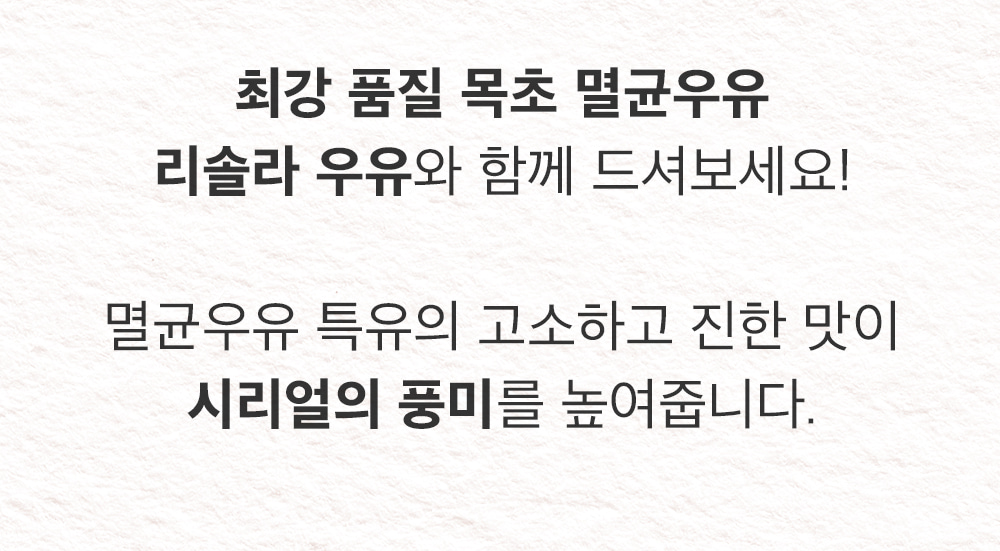 최강 품질 목초 멸균우유
리솔라 우유와 함께 드셔보세요!
멸균우유 특유의 고소하고 진한 맛이
시리얼의 풍미를 높여줍니다.